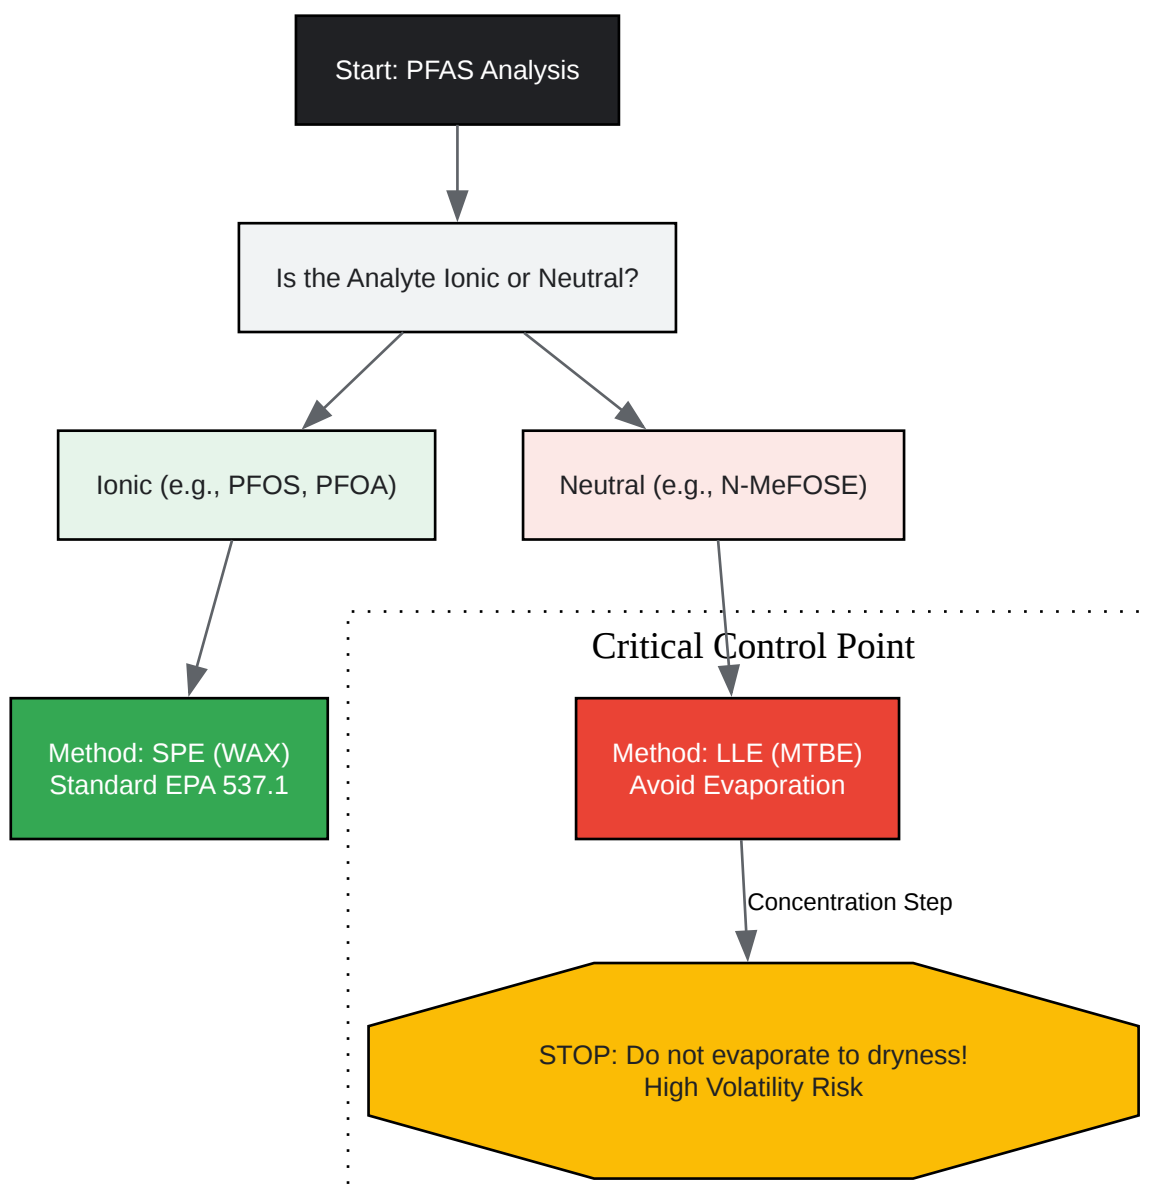 Start: PFAS Analysis
Is the Analyte Ionic or Neutral?
Ionic (e.g., PFOS, PFOA)
Neutral (e.g., N-MeFOSE)
Critical Control Point
Method: SPE (WAX)
Standard EPA 537.1
Method: LLE (MTBE)
Avoid Evaporation
Concentration Step
STOP: Do not evaporate to dryness!
High Volatility Risk